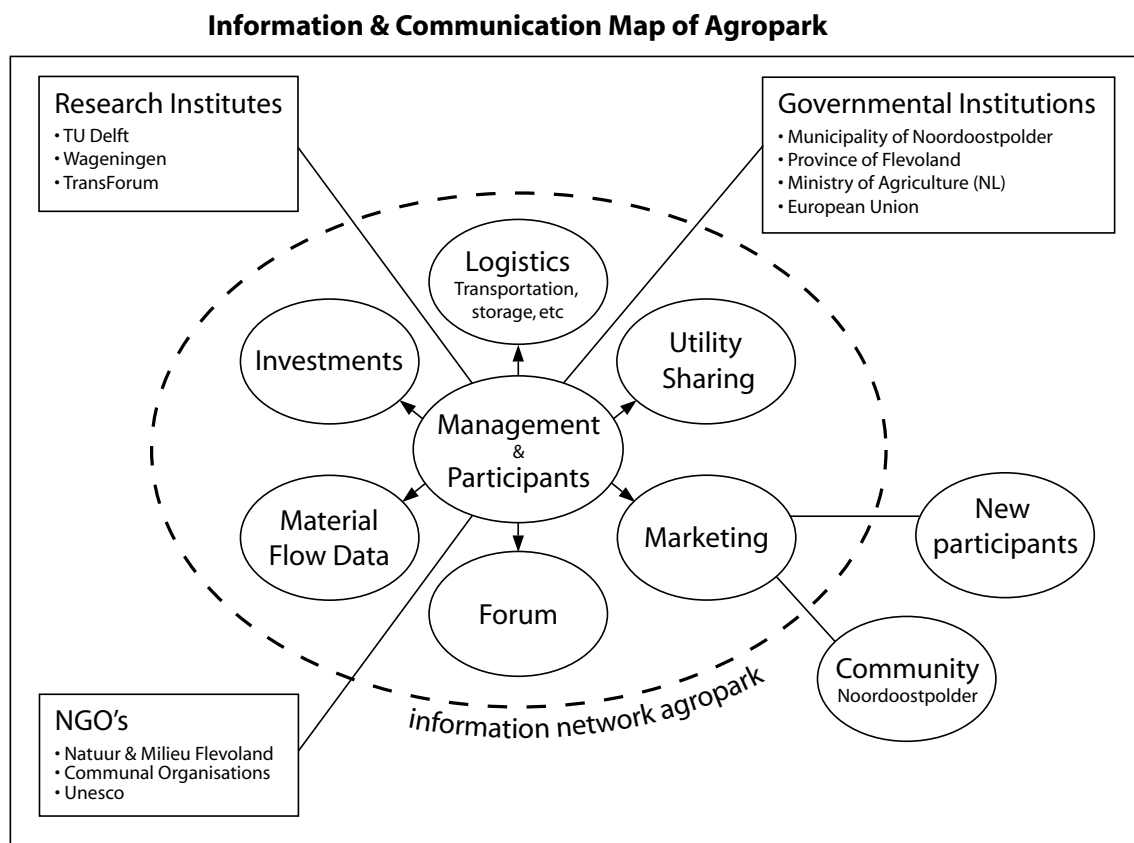 Information & Communication Map of Agropark
Research Institutes
• TU Delft
• Wageningen
• TransForum
Governmental Institutions
• Municipality of Noordoostpolder
• Province of Flevoland
• Ministry of Agriculture (NL)
• European Union
Logistics
Transportation,
storage, etc
Investments
Utility
Sharing
Management
&
Participants
Material
Flow Data
Marketing
New
participants
Forum
Community
Noordoostpolder
information network agropark
NGO's
• Natuur & Milieu Flevoland
• Communal Organisations
• Unesco